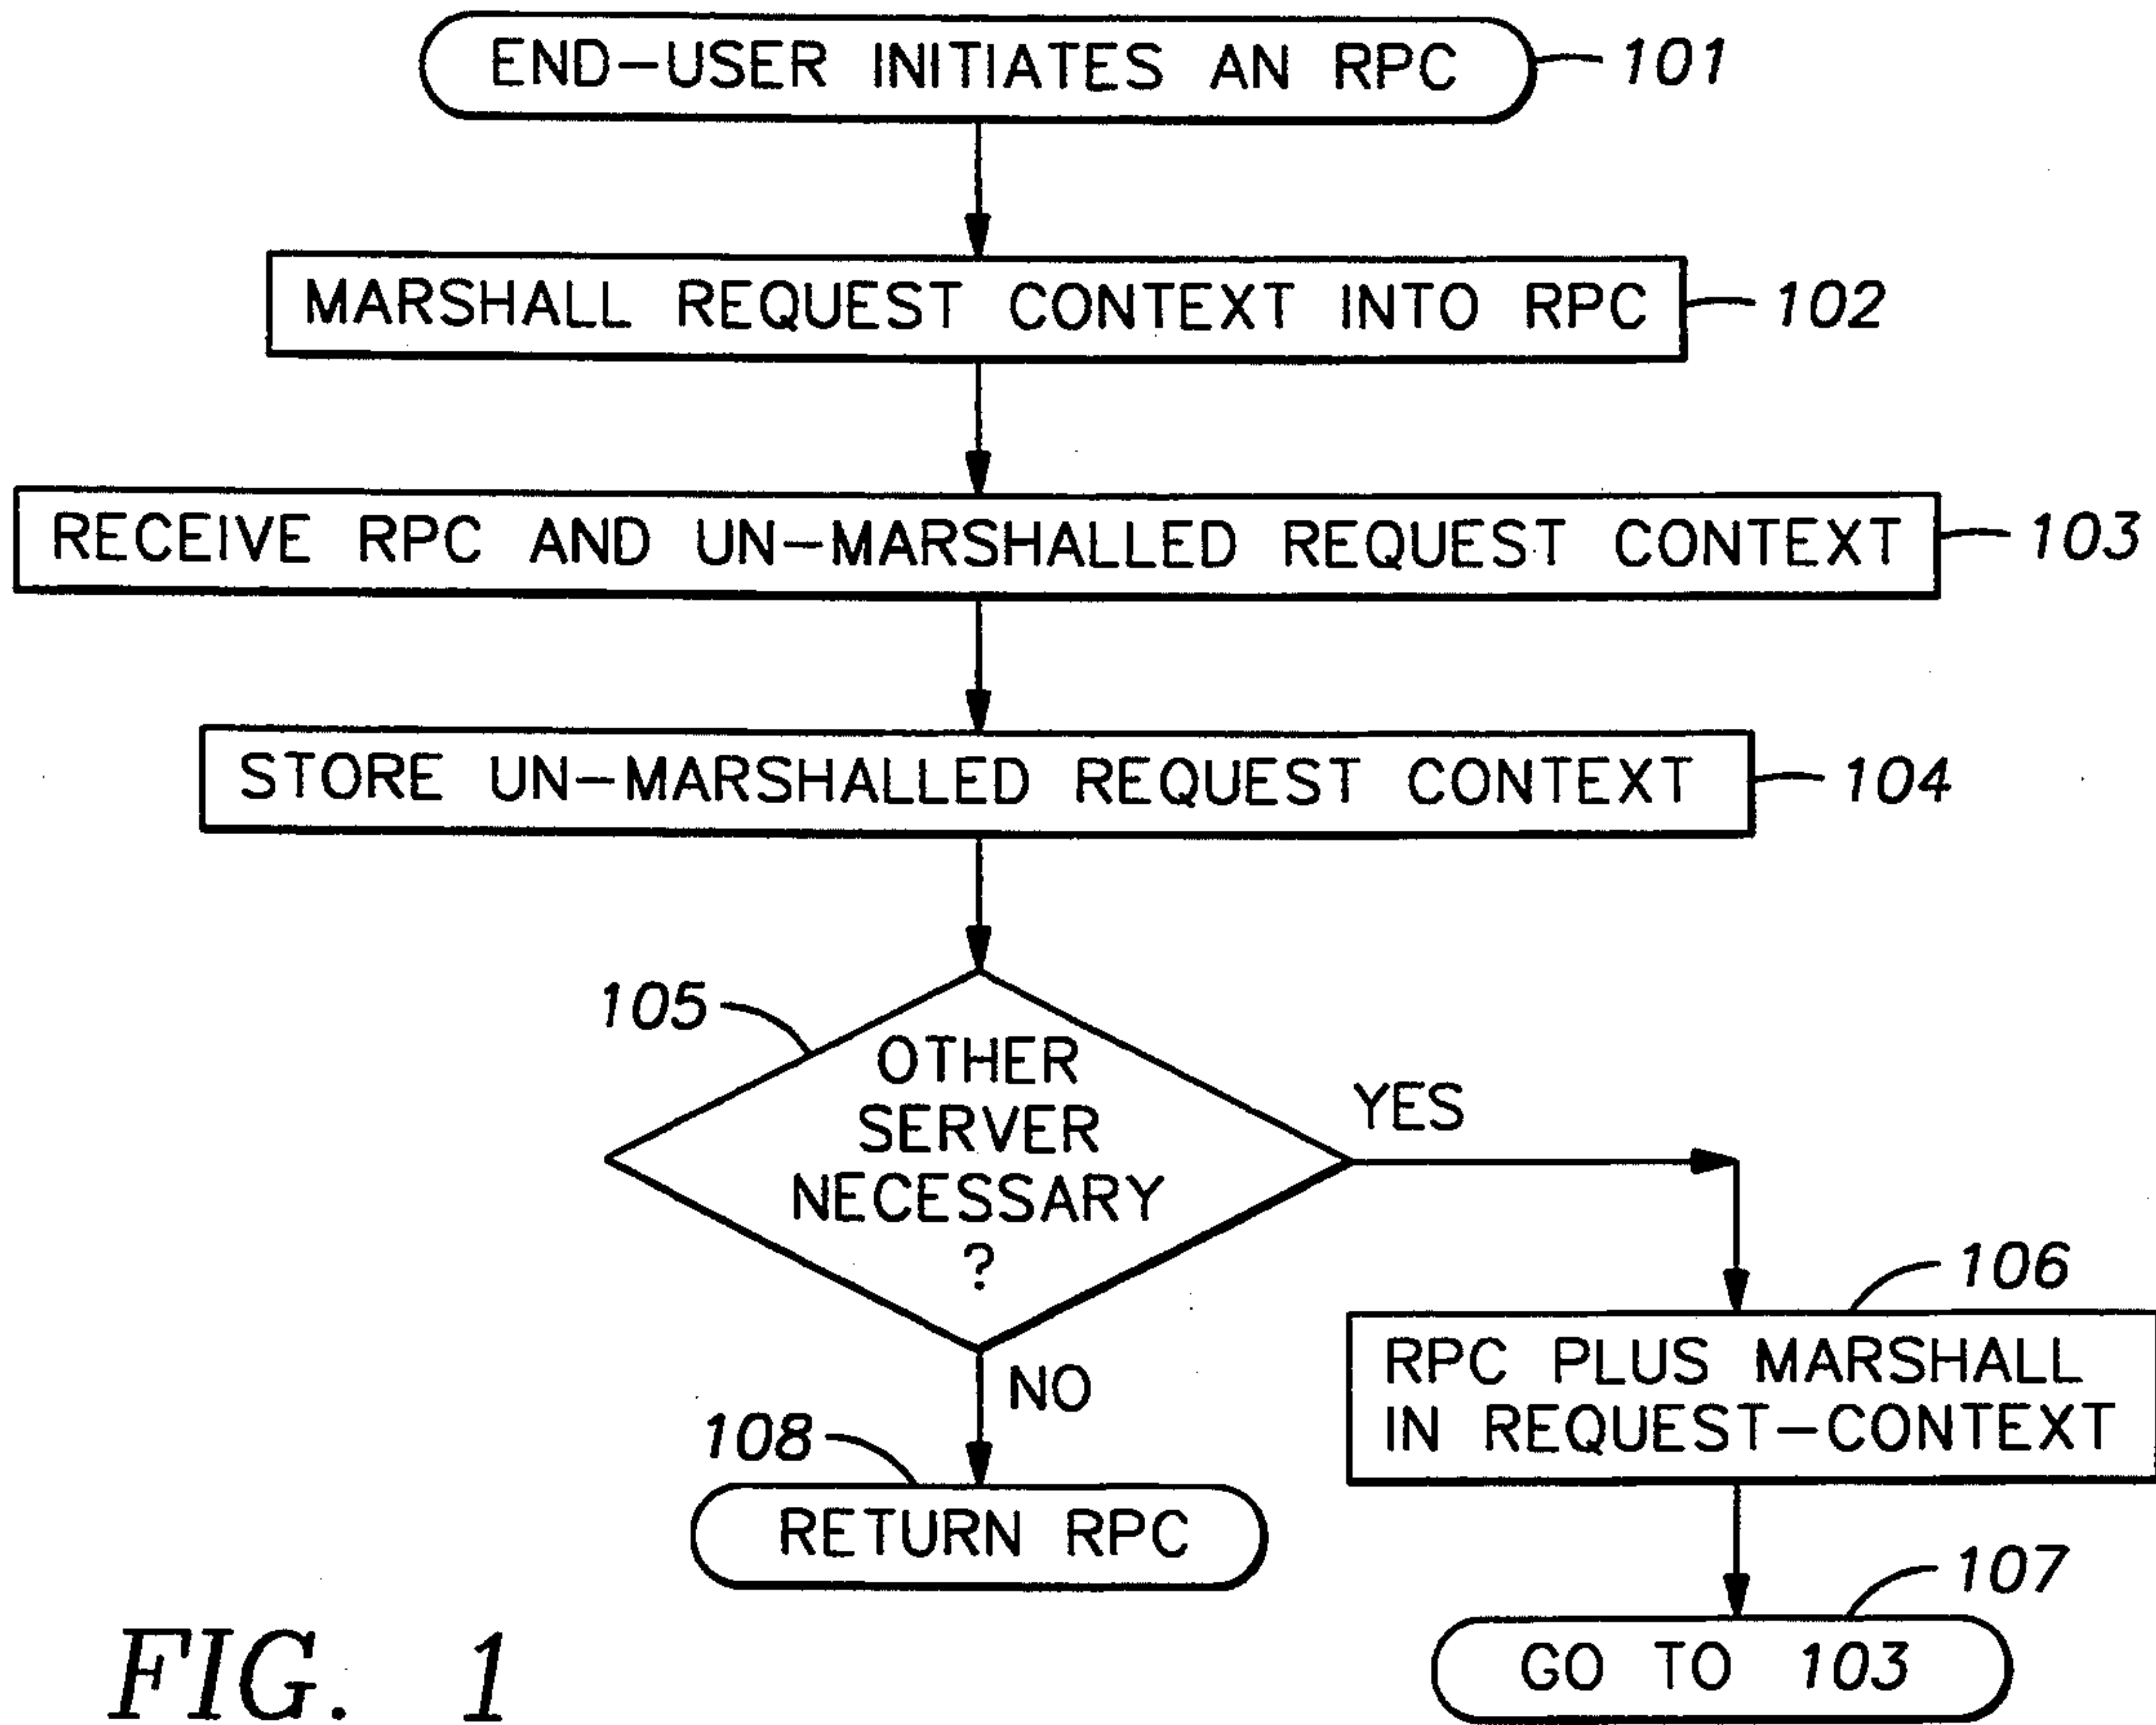 END-USER INITIATES AN RPC
101
MARSHALL REQUEST CONTEXT INTO RPC
102
RECEIVE RPC AND UN-MARSHALLED REQUEST CONTEXT
103
STORE UN-MARSHALLED REQUEST CONTEXT
104
105
OTHER
SERVER
NECESSARY
?
YES
NO
106
RPC PLUS MARSHALL
IN REQUEST-CONTEXT
108
RETURN RPC
107
GO TO 103
FIG. 1